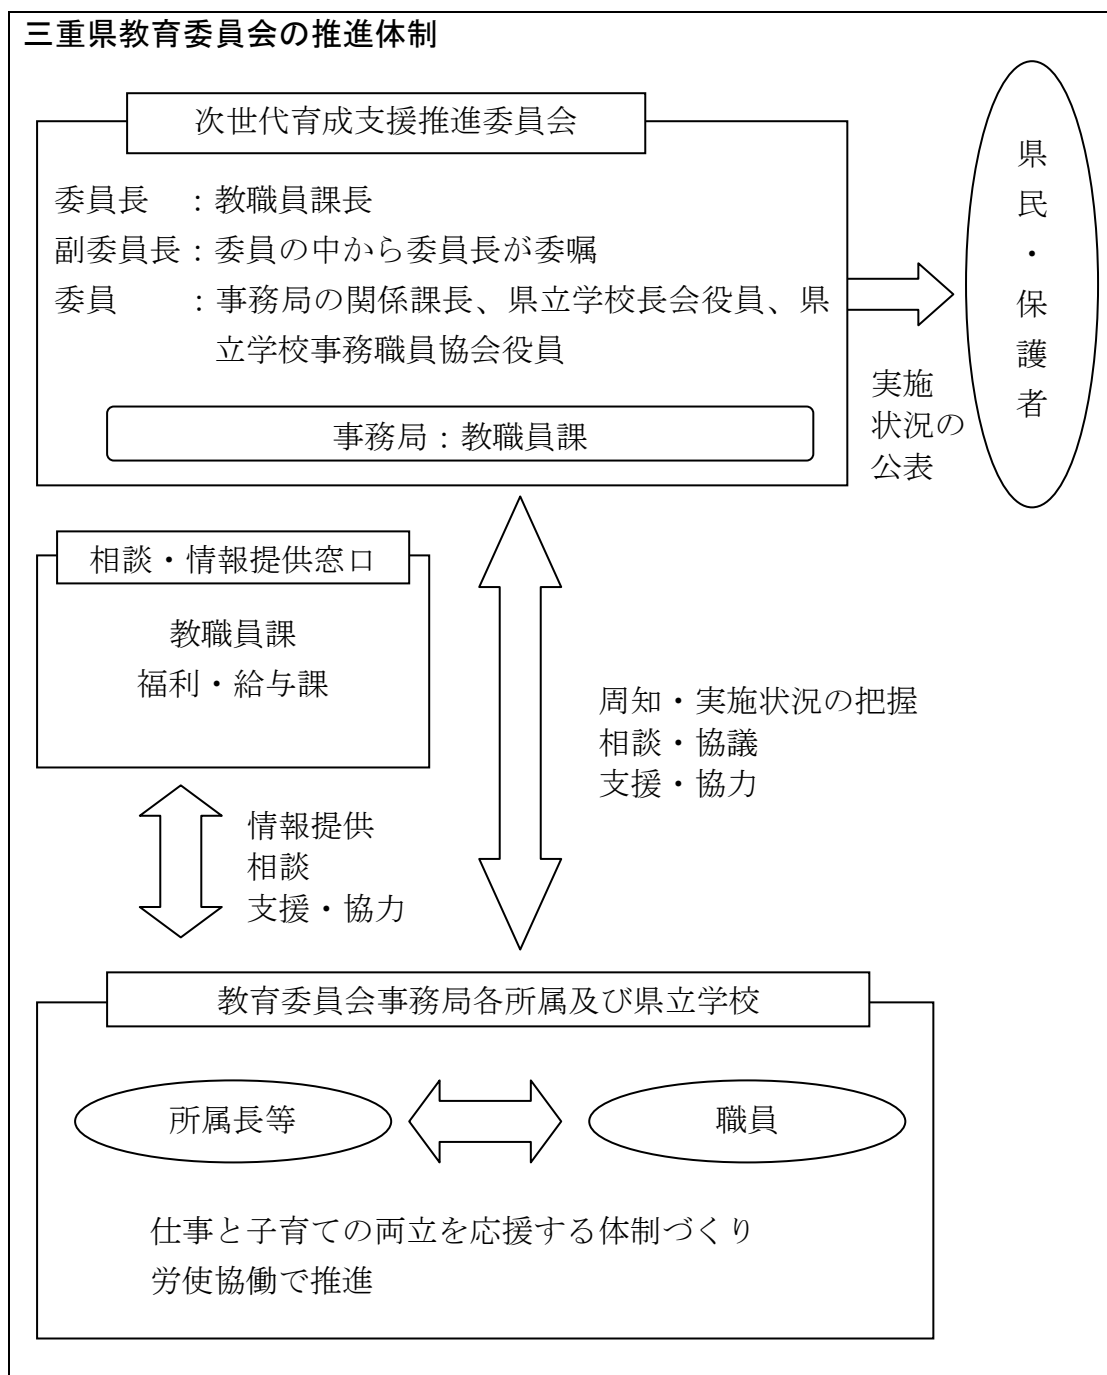 三重県教育委員会の推進体制
次世代育成支援推進委員会
委員長　：教職員課長
副委員長：委員の中から委員長が委嘱
委員　　：事務局の関係課長、県立学校長会役員、県
立学校事務職員協会役員
事務局：教職員課
県民・保護者
実施
状況の
公表
相談・情報提供窓口
教職員課
福利・給与課
周知・実施状況の把握
相談・協議
支援・協力
情報提供
相談
支援・協力
教育委員会事務局各所属及び県立学校
所属長等
職員
仕事と子育ての両立を応援する体制づくり
労使協働で推進